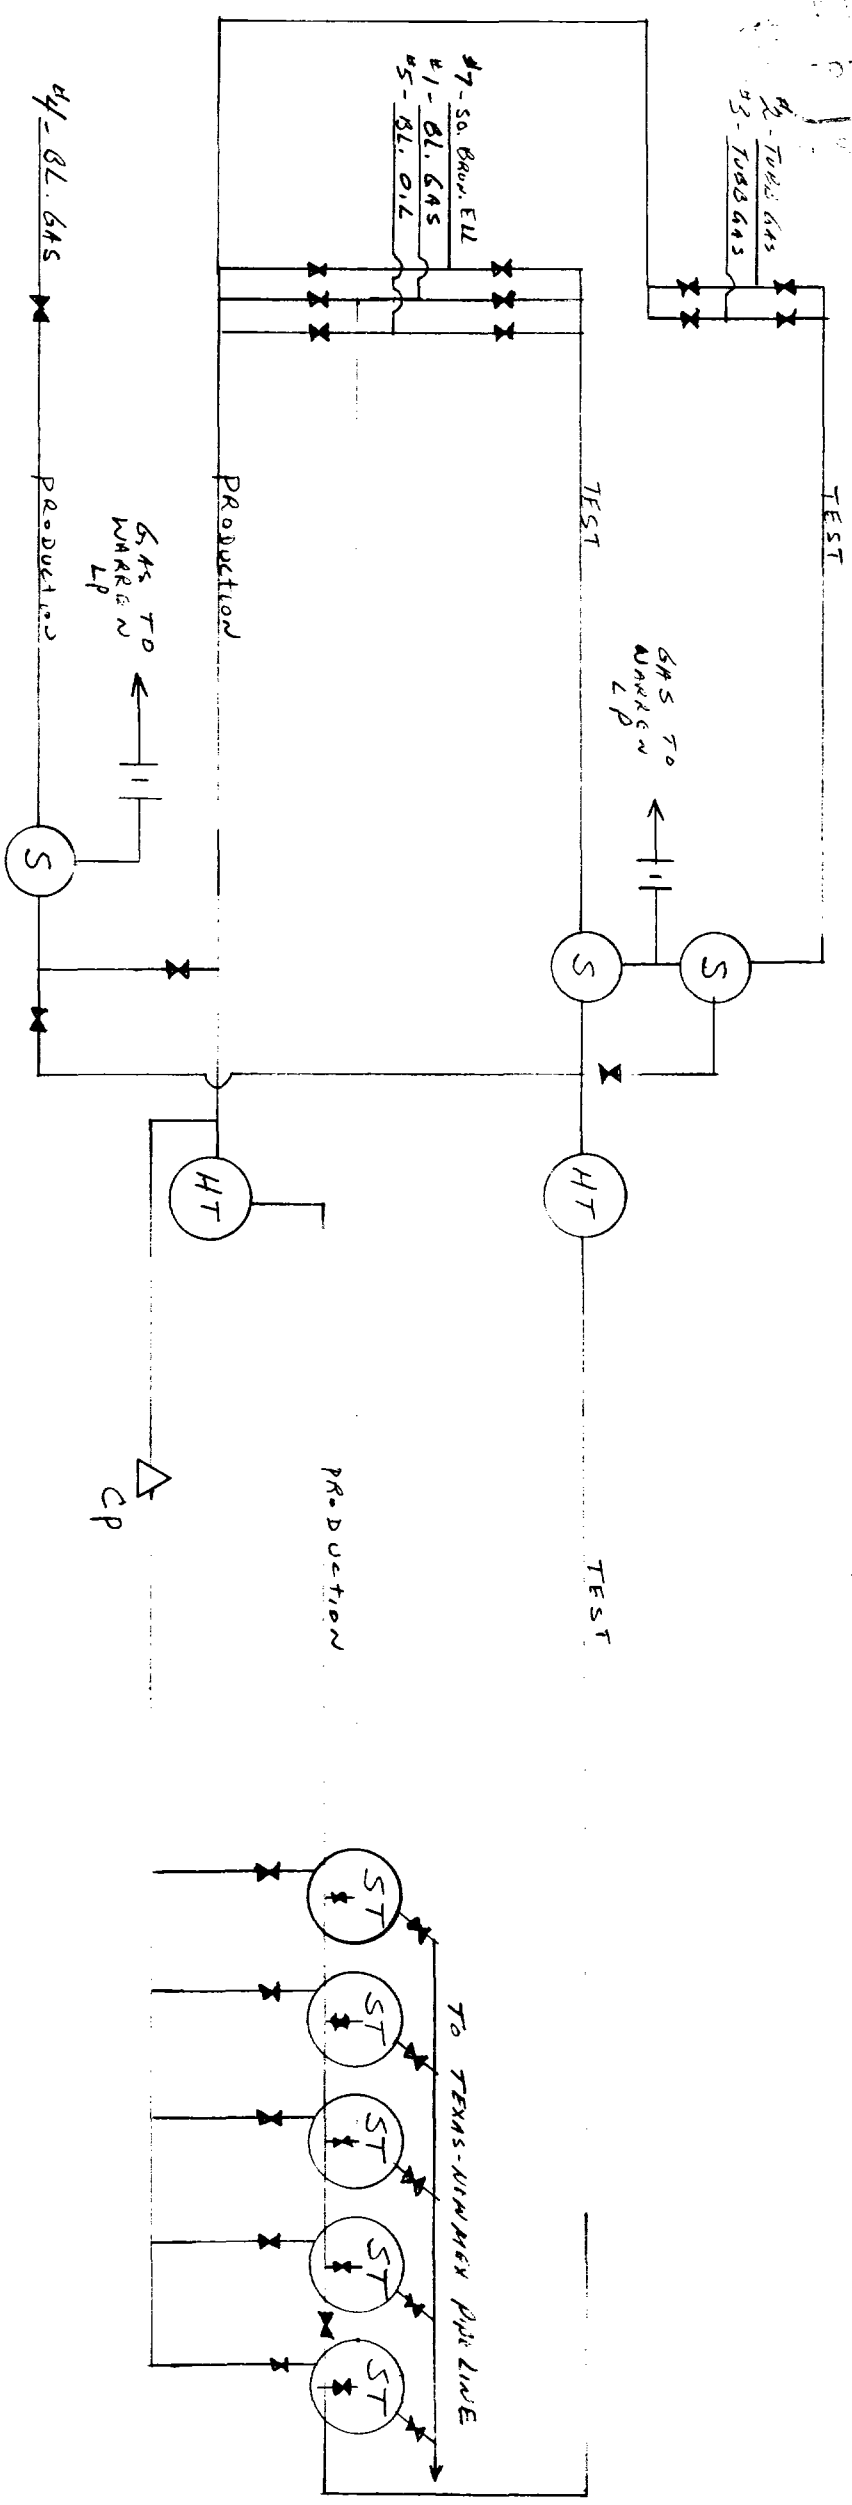 #2 - TUBB GAS
#3 - TUBB GAS
TEST
#7 - SO. BRUN. ELL
#1 - BL. GAS
#5 - BL. OIL
TEST
GAS TO
WARREN
LP
S
S
HT
TEST
PRODUCTION
HT
PRODUCTION
#4 - BL. GAS
PRODUCTION
GAS TO
WARREN
LP
S
CP
ST
ST
ST
ST
ST
TO TEXAS-NEW MEX PIPE LINE